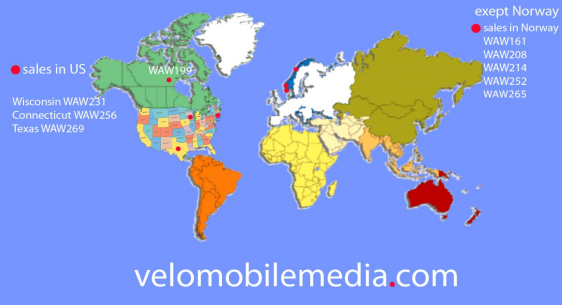 exept Norway
sales in Norway
WAW161
WAW208
WAW214
WAW252
WAW265
sales in US
WAW199
Wisconsin WAW231
Connecticut WAW256
Texas WAW269
velomobilemedia.com